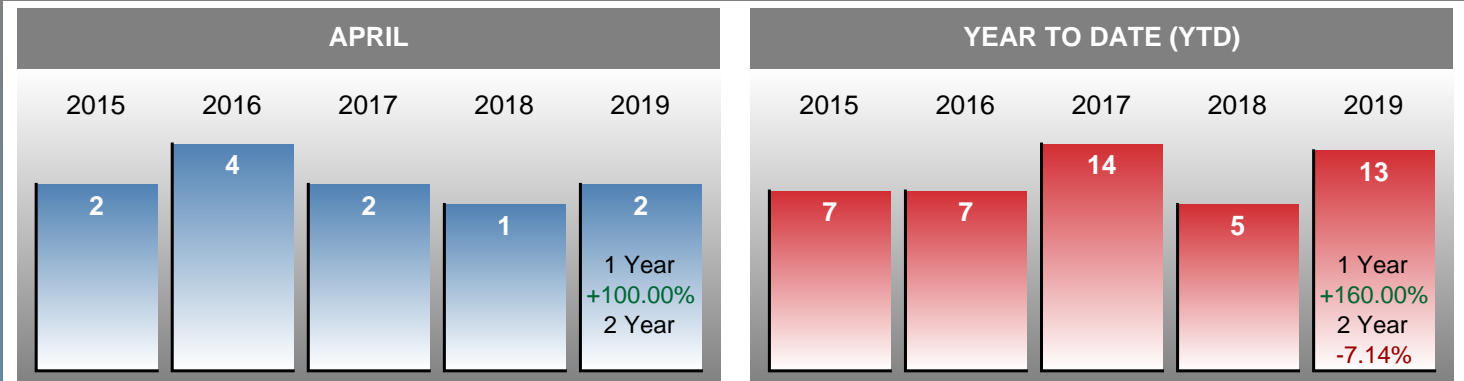 APRIL
2015 2016 2017 2018 2019
2 4 2 1 2
1 Year
+100.00%
2 Year
YEAR TO DATE (YTD)
2015 2016 2017 2018 2019
7 7 14 5 13
1 Year
+160.00%
2 Year
-7.14%